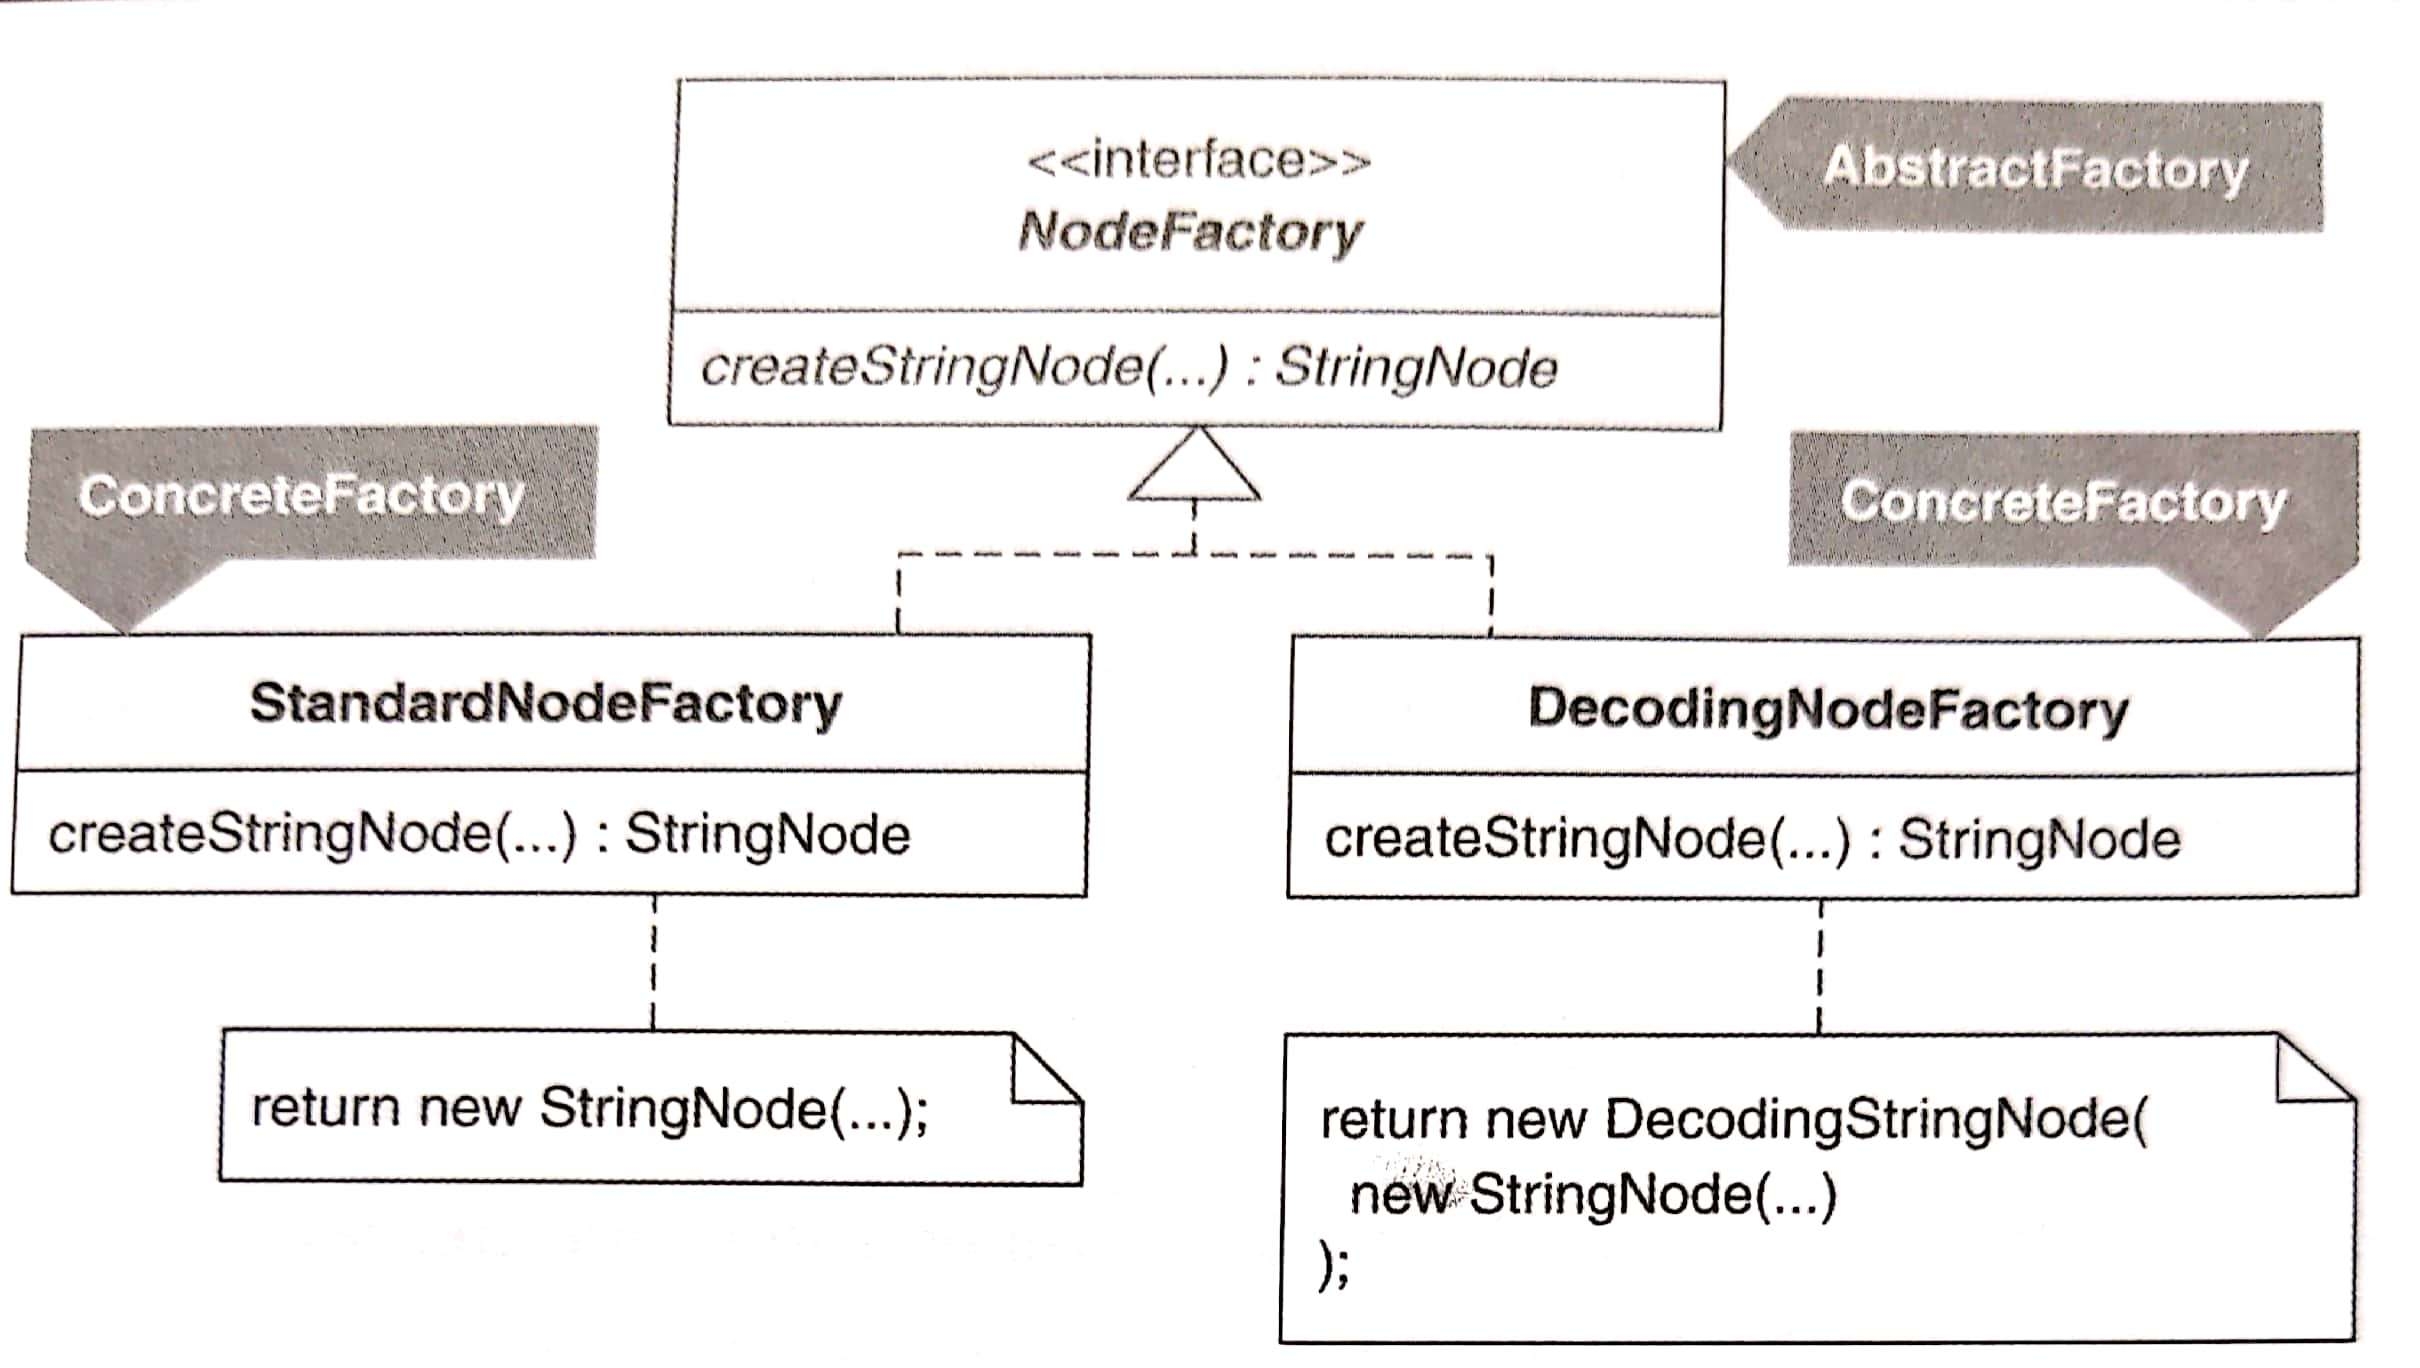 <<interface>>
NodeFactory
AbstractFactory
createStringNode(...) : StringNode
ConcreteFactory
ConcreteFactory
StandardNodeFactory
createStringNode(...) : StringNode
DecodingNodeFactory
createStringNode(...) : StringNode
return new StringNode(...);
return new DecodingStringNode(
new StringNode(...)
);